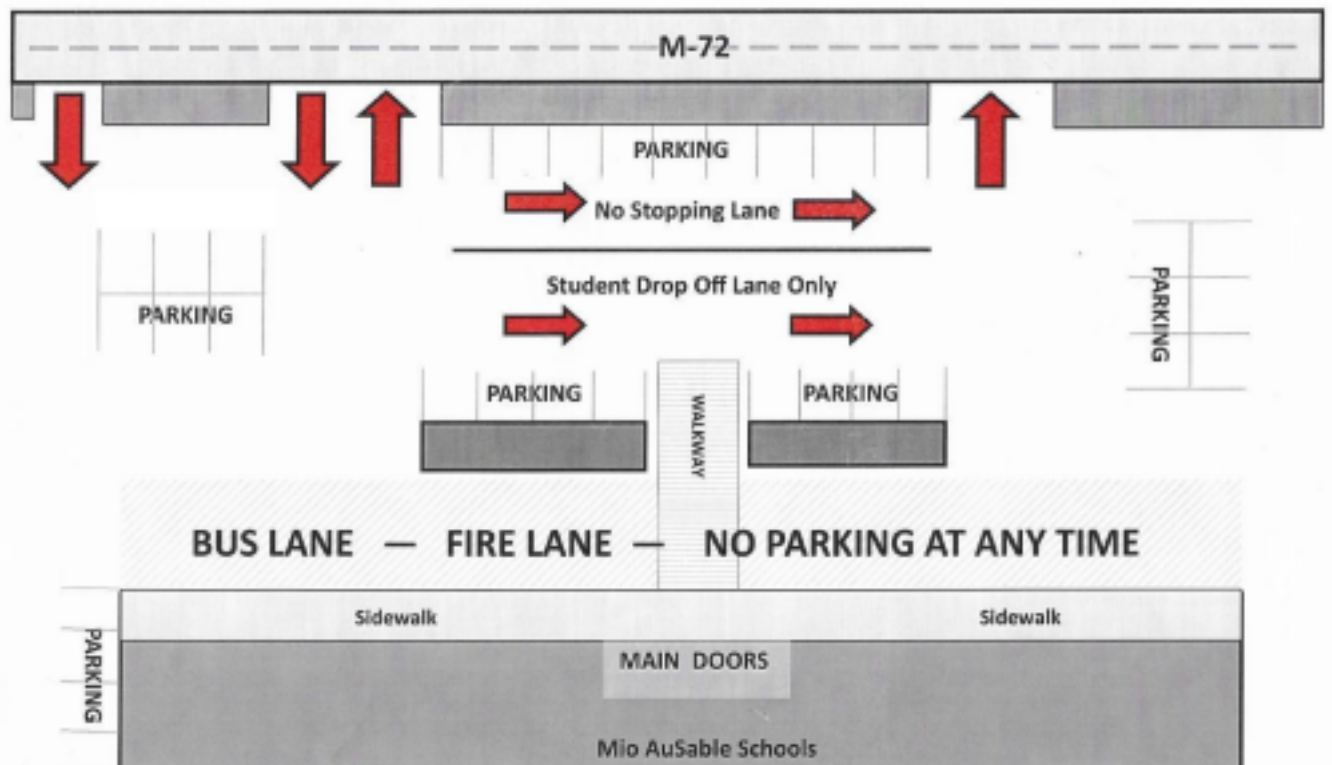 M-72
PARKING
No Stopping Lane
Student Drop Off Lane Only
PARKING
PARKING
PARKING
PARKING
WALKWAY
BUS LANE — FIRE LANE — NO PARKING AT ANY TIME
Sidewalk
Sidewalk
PARKING
MAIN DOORS
Mio AuSable Schools